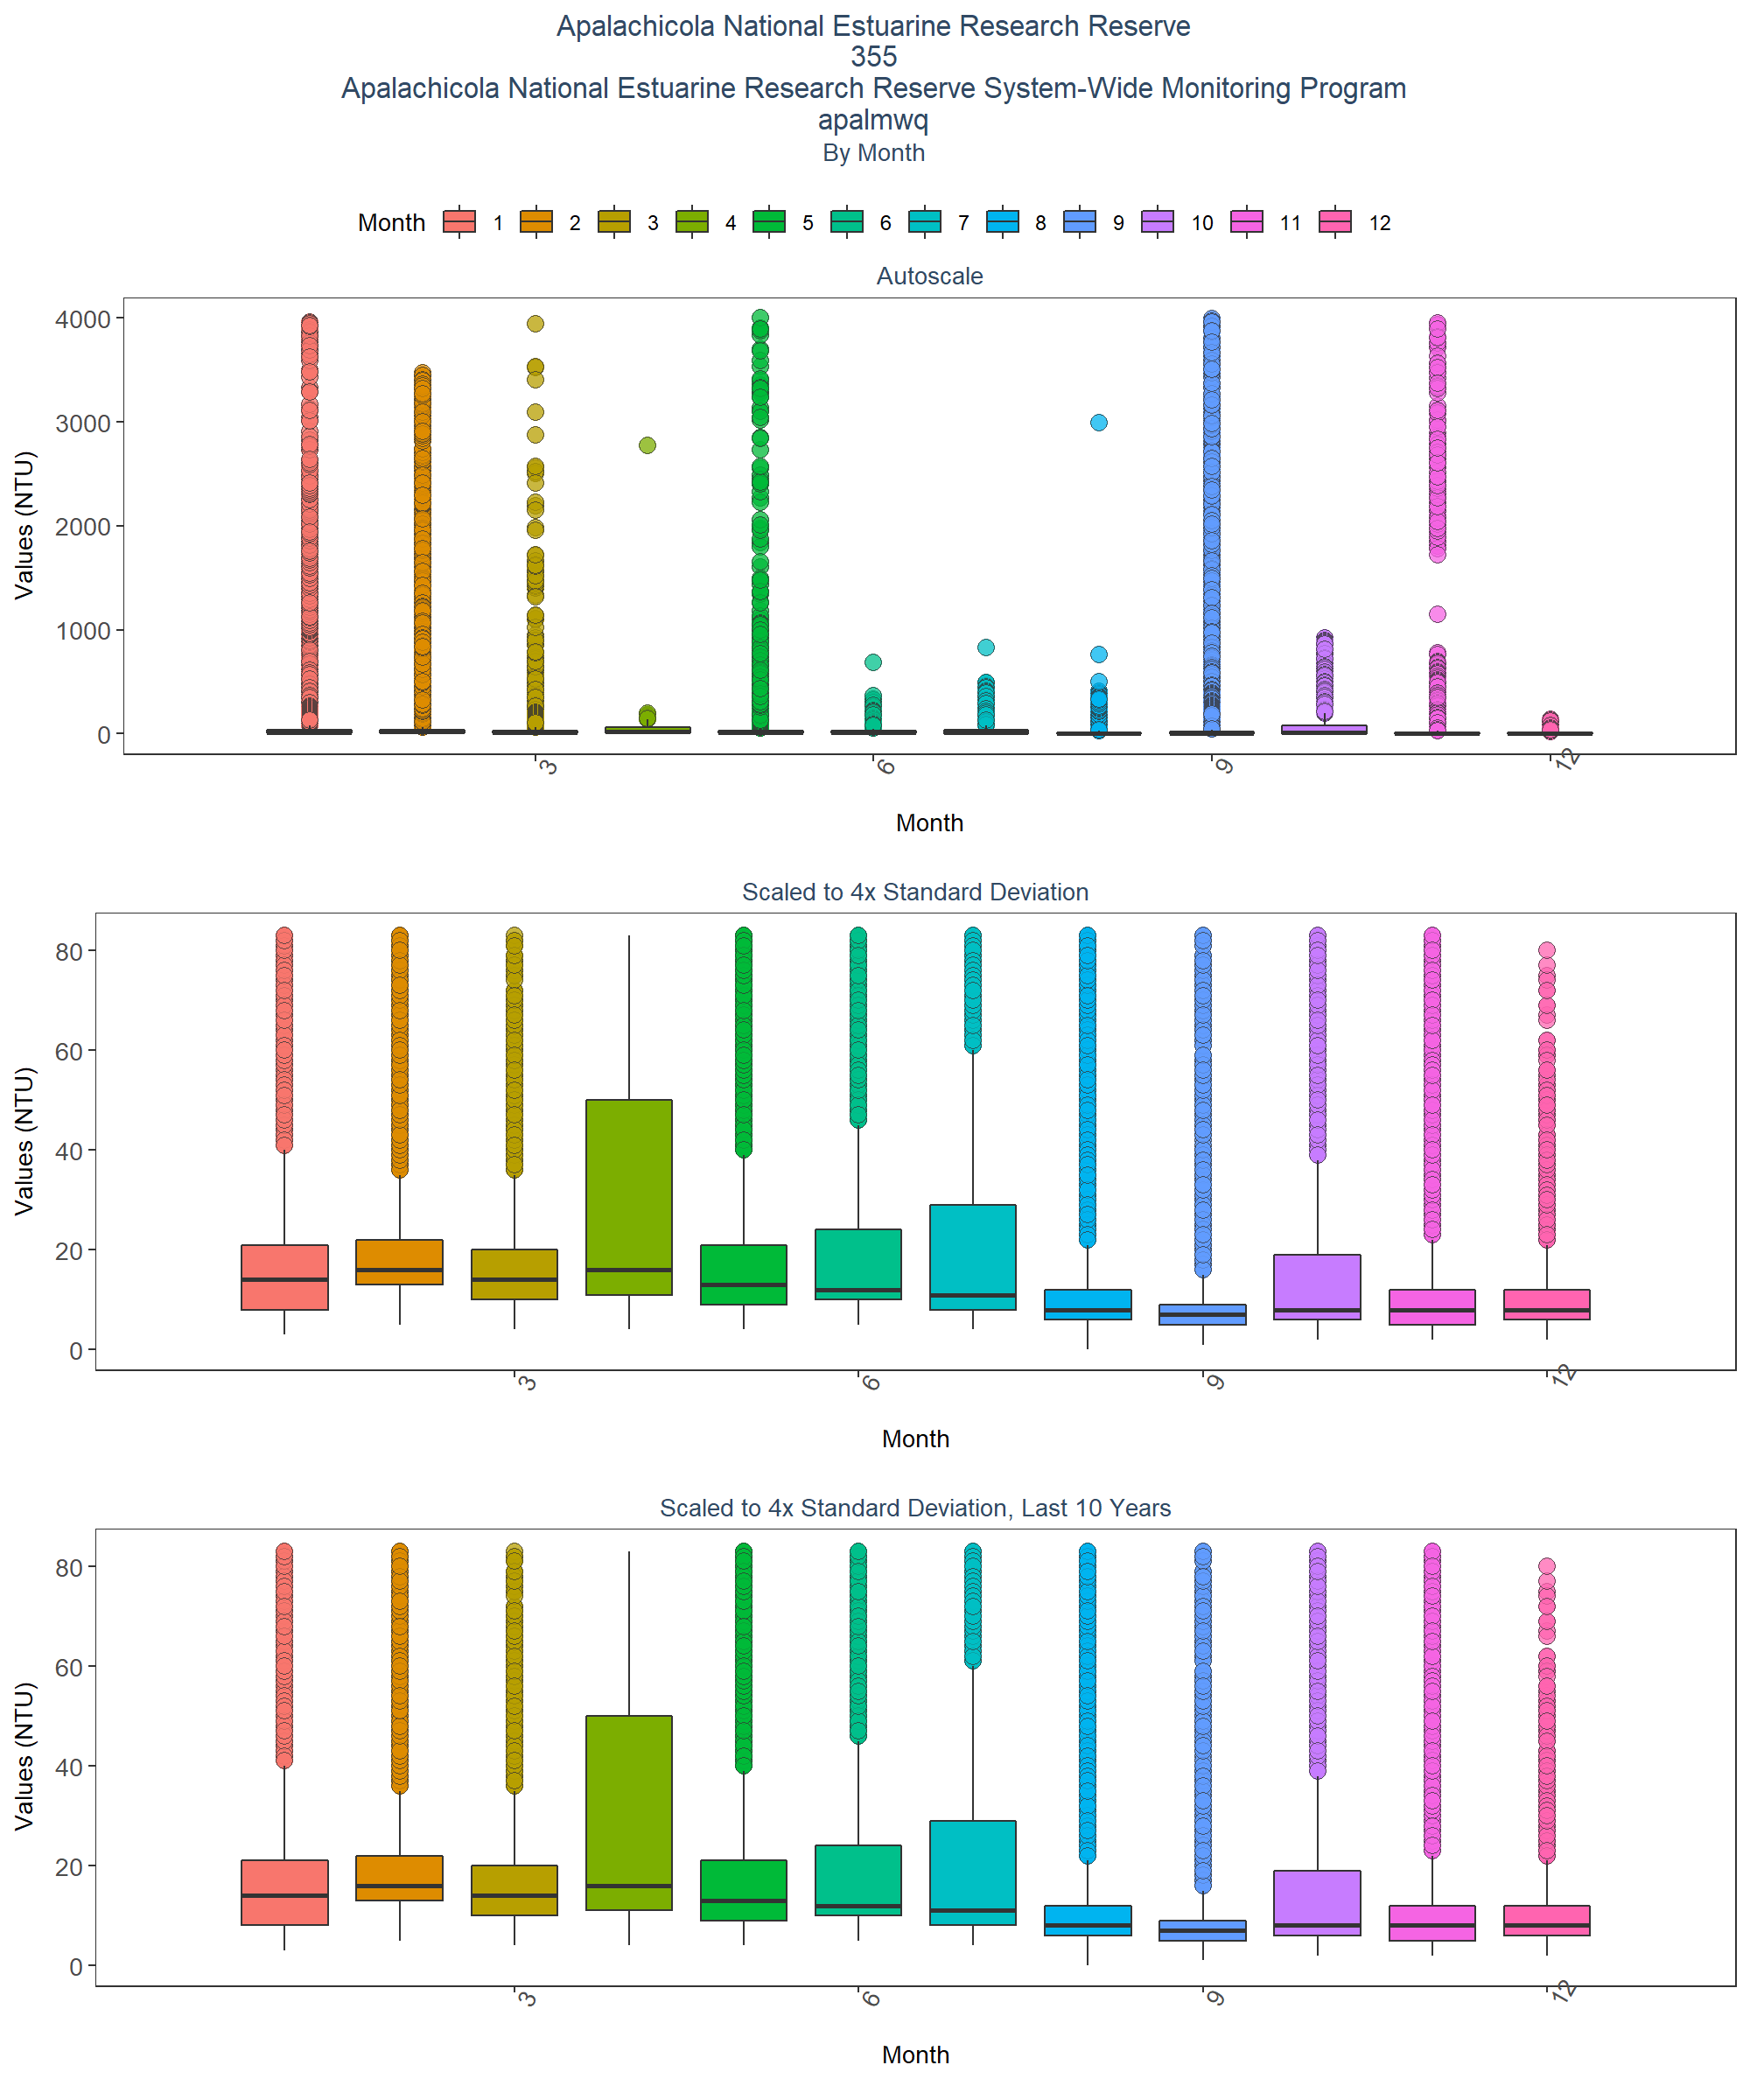 Apalachicola National Estuarine Research Reserve
355
Apalachicola National Estuarine Research Reserve System-Wide Monitoring Program
apalmwq
By Month
Month 1 2 3 4 5 6 7 8 9 10 11 12
Autoscale
Values (NTU)
4000
3000
2000
1000
0
3 6 9 12
Month
Scaled to 4x Standard Deviation
Values (NTU)
80
60
40
20
0
3 6 9 12
Month
Scaled to 4x Standard Deviation, Last 10 Years
Values (NTU)
80
60
40
20
0
3 6 9 12
Month